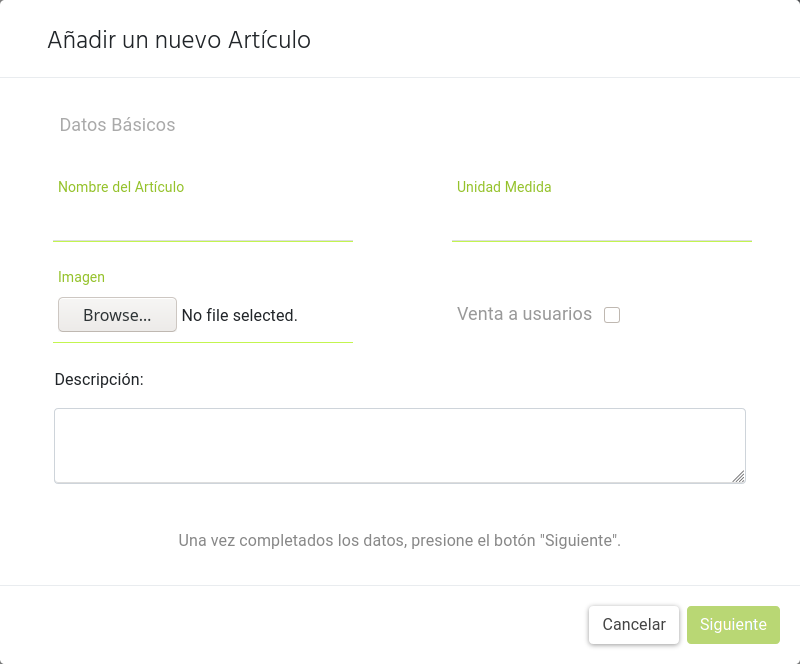 Añadir un nuevo Artículo
Datos Básicos
Nombre del Artículo
Unidad Medida
Imagen
Browse... No file selected.
Venta a usuarios
Descripción:
Una vez completados los datos, presione el botón "Siguiente".
Cancelar
Siguiente